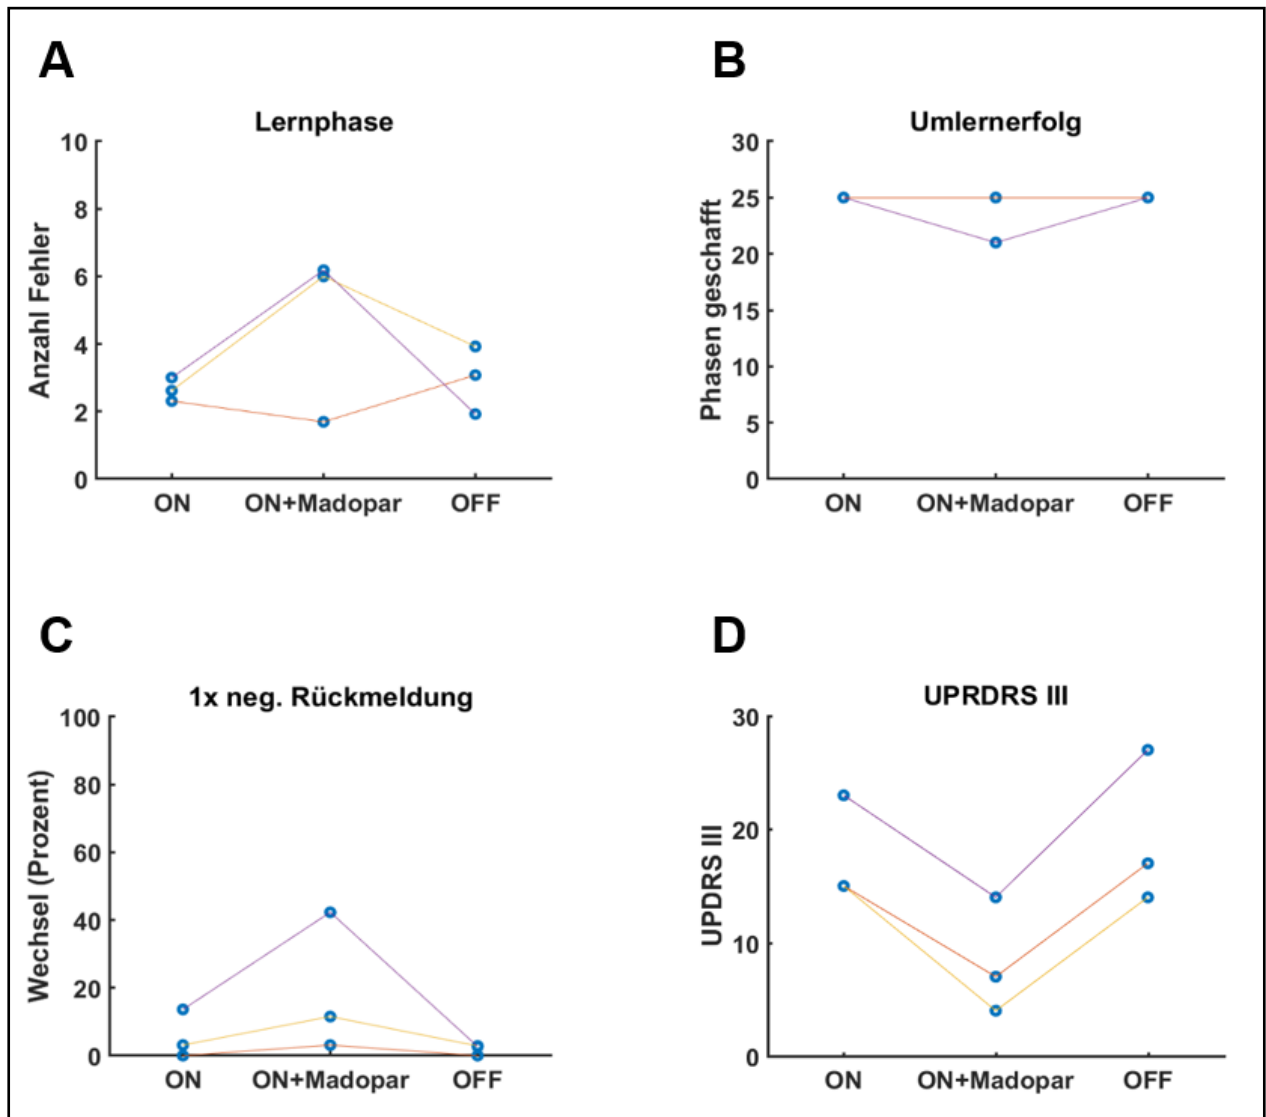 A
Lernphase
Anzahl Fehler
10
8
6
4
2
0
ON ON+Madopar OFF
B
Umlernerfolg
Phasen geschafft
30
25
20
15
10
5
0
ON ON+Madopar OFF
C
1x neg. Rückmeldung
Wechsel (Prozent)
100
80
60
40
20
0
ON ON+Madopar OFF
D
UPRDRS III
UPDRS III
30
20
10
0
ON ON+Madopar OFF